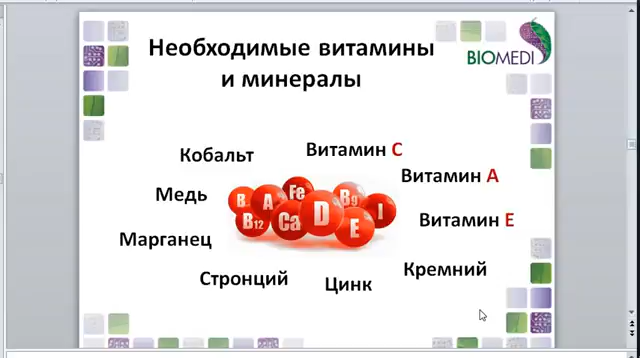 Необходимые витамины
и минералы
BIOMEDI
Кобальт
Витамин С
Витамин А
Медь
Витамин Е
Марганец
Стронций
Цинк
Кремний
B
A
Fe
B9
I
B12
Ca
D
E